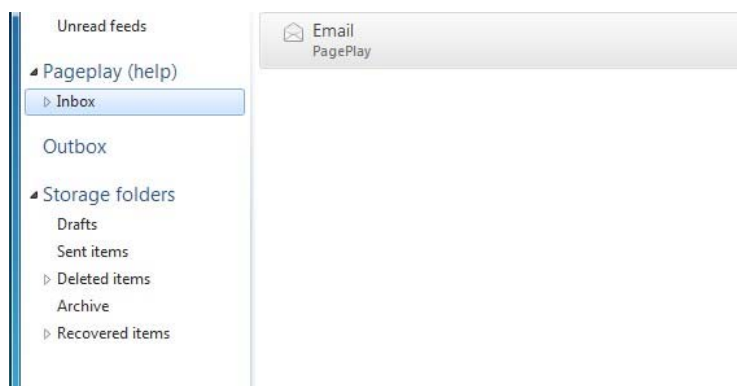 Unread feeds
Pageplay (help)
Inbox
Outbox
Storage folders
Drafts
Sent items
Deleted items
Archive
Recovered items
Email
PagePlay